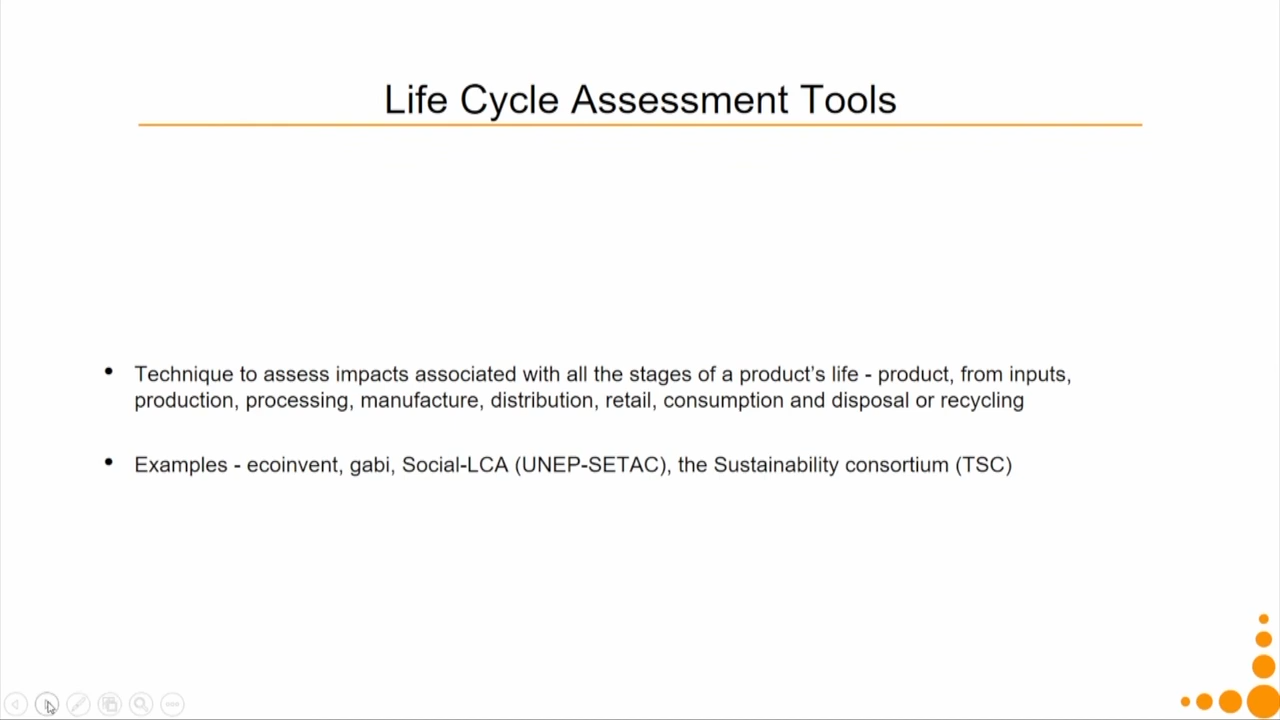 Life Cycle Assessment Tools
• Technique to assess impacts associated with all the stages of a product's life - product, from inputs,
production, processing, manufacture, distribution, retail, consumption and disposal or recycling
• Examples - ecoinvent, gabi, Social-LCA (UNEP-SETAC), the Sustainability consortium (TSC)